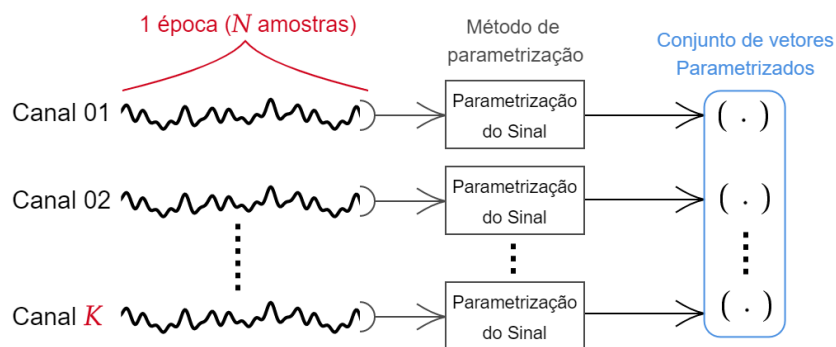 1 época (N amostras)
Método de
parametrização
Conjunto de vetores
Parametrizados
Canal 01
Parametrização
do Sinal
( . )
Canal 02
Parametrização
do Sinal
( . )
Canal K
Parametrização
do Sinal
( . )